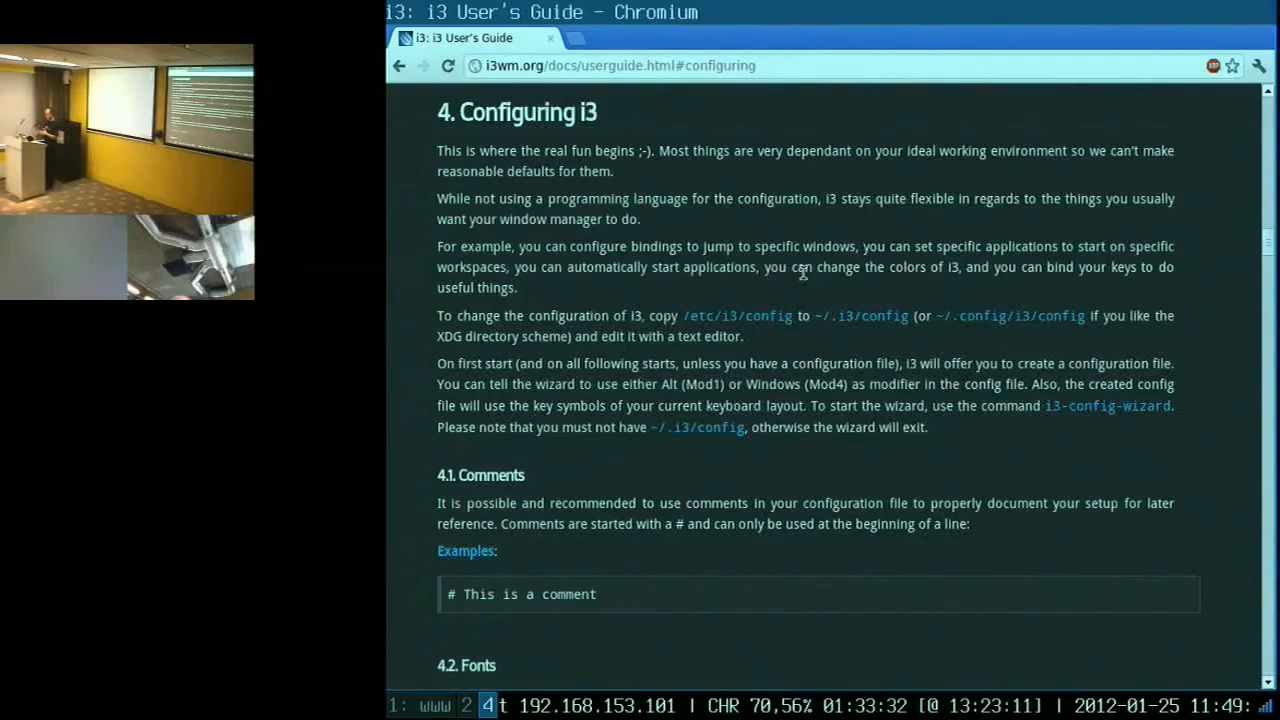 i3: i3 User's Guide - Chromium
i3: i3 User's Guide
i3wm.org/docs/userguide.html#configuring
4. Configuring i3
This is where the real fun begins ;-). Most things are very dependant on your ideal working environment so we can't make
reasonable defaults for them.
While not using a programming language for the configuration, i3 stays quite flexible in regards to the things you usually
want your window manager to do.
For example, you can configure bindings to jump to specific windows, you can set specific applications to start on specific
workspaces, you can automatically start applications, you can change the colors of i3, and you can bind your keys to do
useful things.
To change the configuration of i3, copy /etc/i3/config to ~/.i3/config (or ~/.config/i3/config if you like the
XDG directory scheme) and edit it with a text editor.
On first start (and on all following starts, unless you have a configuration file), i3 will offer you to create a configuration file.
You can tell the wizard to use either Alt (Mod1) or Windows (Mod4) as modifier in the config file. Also, the created config
file will use the key symbols of your current keyboard layout. To start the wizard, use the command i3-config-wizard.
Please note that you must not have ~/.i3/config, otherwise the wizard will exit.
4.1. Comments
It is possible and recommended to use comments in your configuration file to properly document your setup for later
reference. Comments are started with a # and can only be used at the beginning of a line:
Examples:
# This is a comment
4.2. Fonts
1: www 2 4t 192.168.153.101 | CHR 70,56% 01:33:32 [@ 13:23:11] | 2012-01-25 11:49: